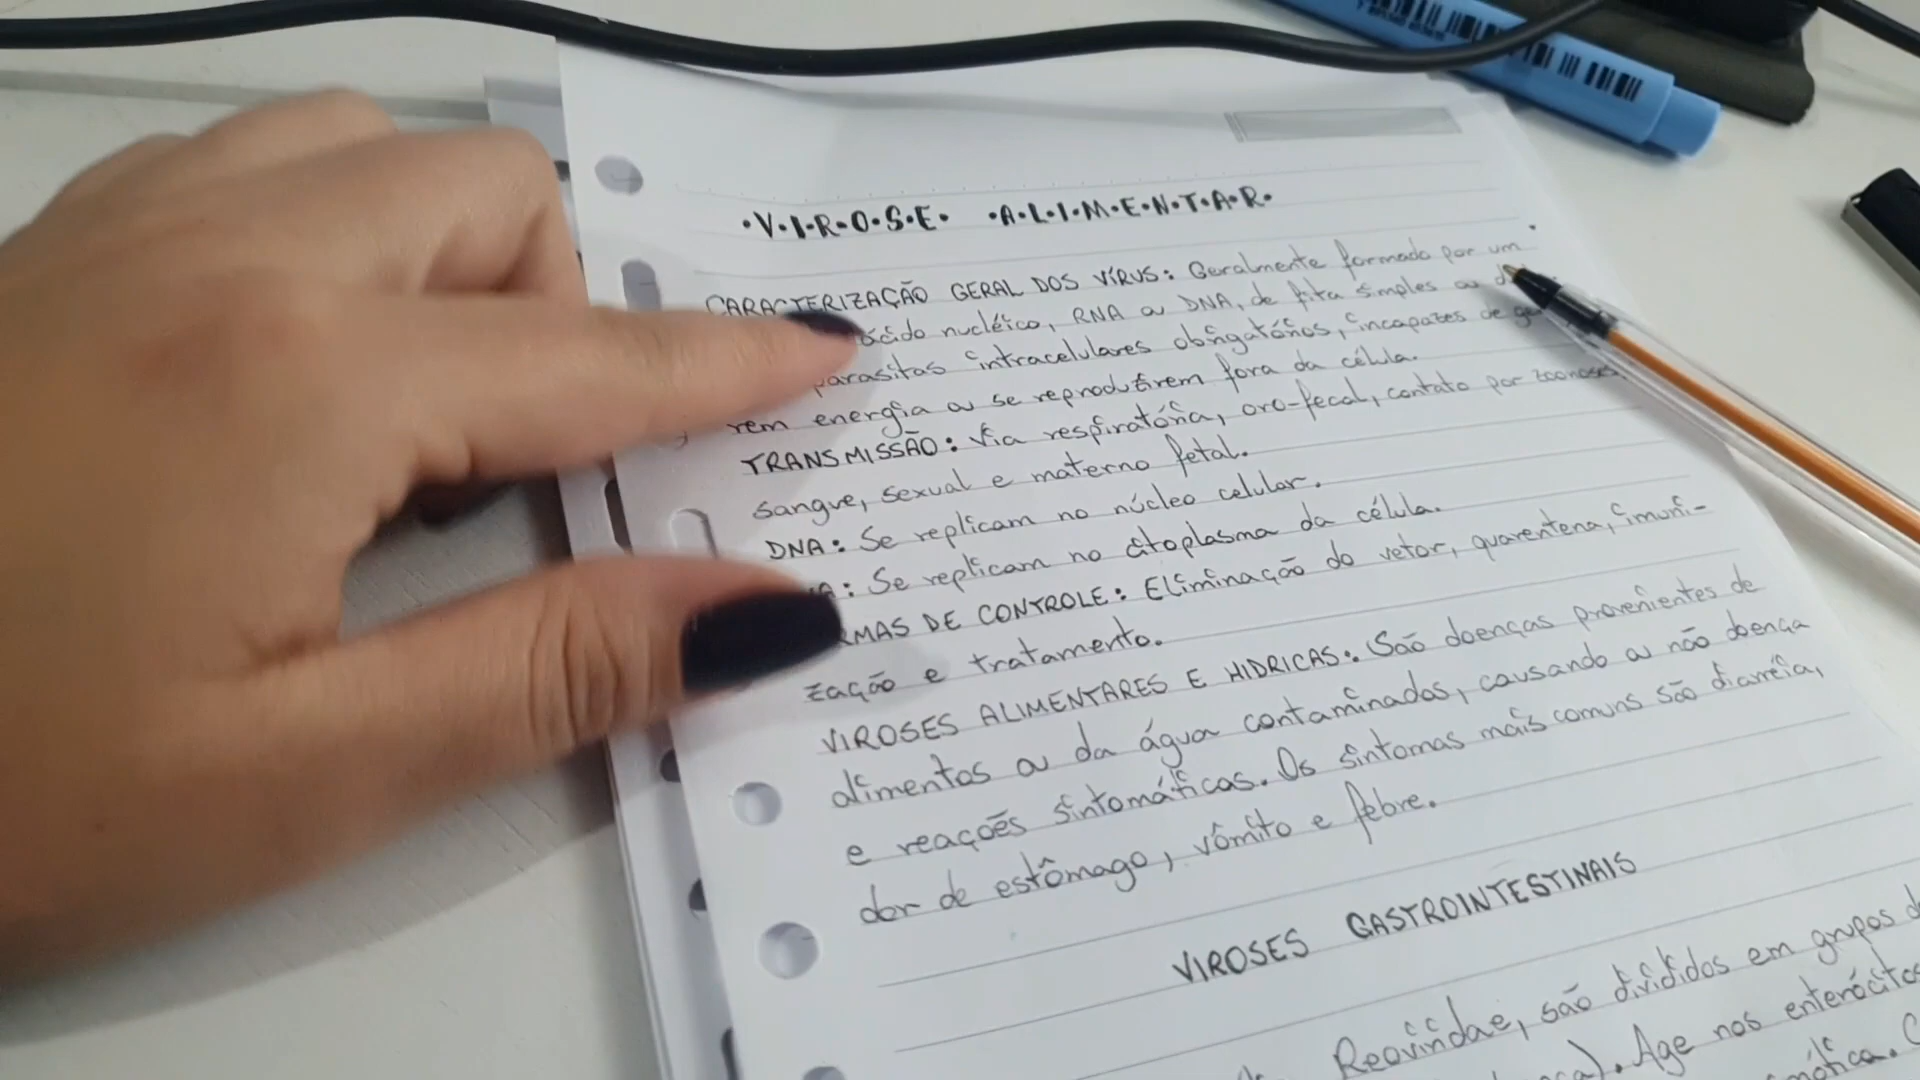 •V•I•R•O•S•E• •A•L•I•M•E•N•T•A•R•
CARACTERIZAÇÃO GERAL DOS VÍRUS: Geralmente formado por um
ácido nucléico, RNA ou DNA, de fita simples ou
parasitas intracelulares obrigatórios, incapazes de
rem energia ou se reproduzirem fora da célula.
TRANSMISSÃO: Via respiratória, oro-fecal, contato por zoonoses,
sangue, sexual e materno fetal.
DNA: Se replicam no núcleo celular.
: Se replicam no citoplasma da célula.
DE CONTROLE: Eliminação do vetor, quarentena, imuni-
zação e tratamento.
VIROSES ALIMENTARES E HIDRICAS: São doenças provenientes de
alimentos ou da água contaminados, causando ou não doença
e reações sintomáticas. Os sintomas mais comuns são diarréia,
dor de estômago, vômito e febre.
VIROSES GASTROINTESTINAIS
Reoviridae, são divididos em grupos
Age nos enterócitos